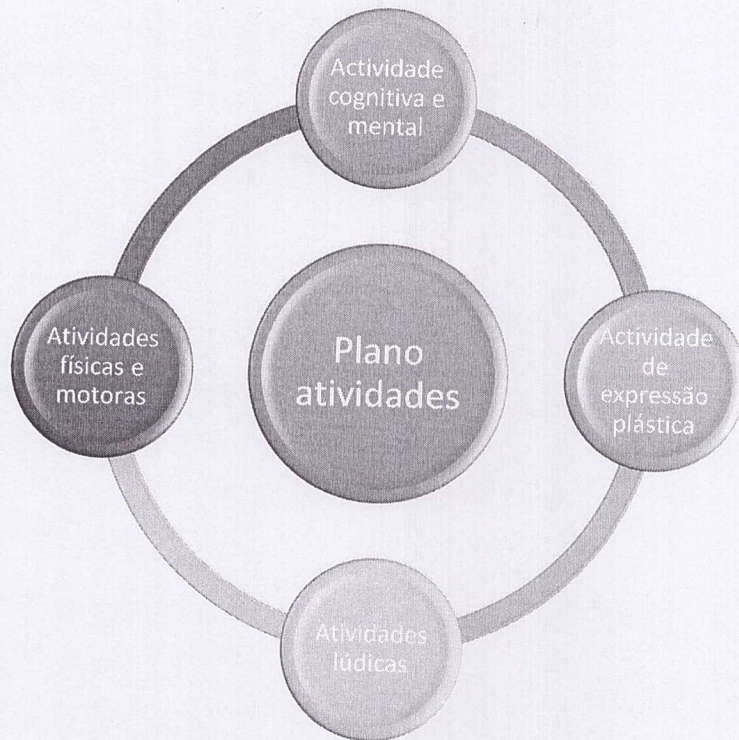 Actividade
cognitiva e
mental
Atividades
físicas e
motoras
Plano
atividades
Actividade
de
expressão
plástica
Atividades
lúdicas